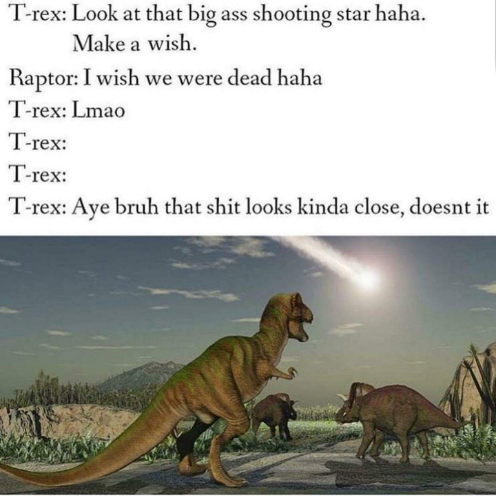 T-rex: Look at that big ass shooting star haha.
Make a wish.
Raptor: I wish we were dead haha
T-rex: Lmao
T-rex:
T-rex:
T-rex: Aye bruh that shit looks kinda close, doesnt it